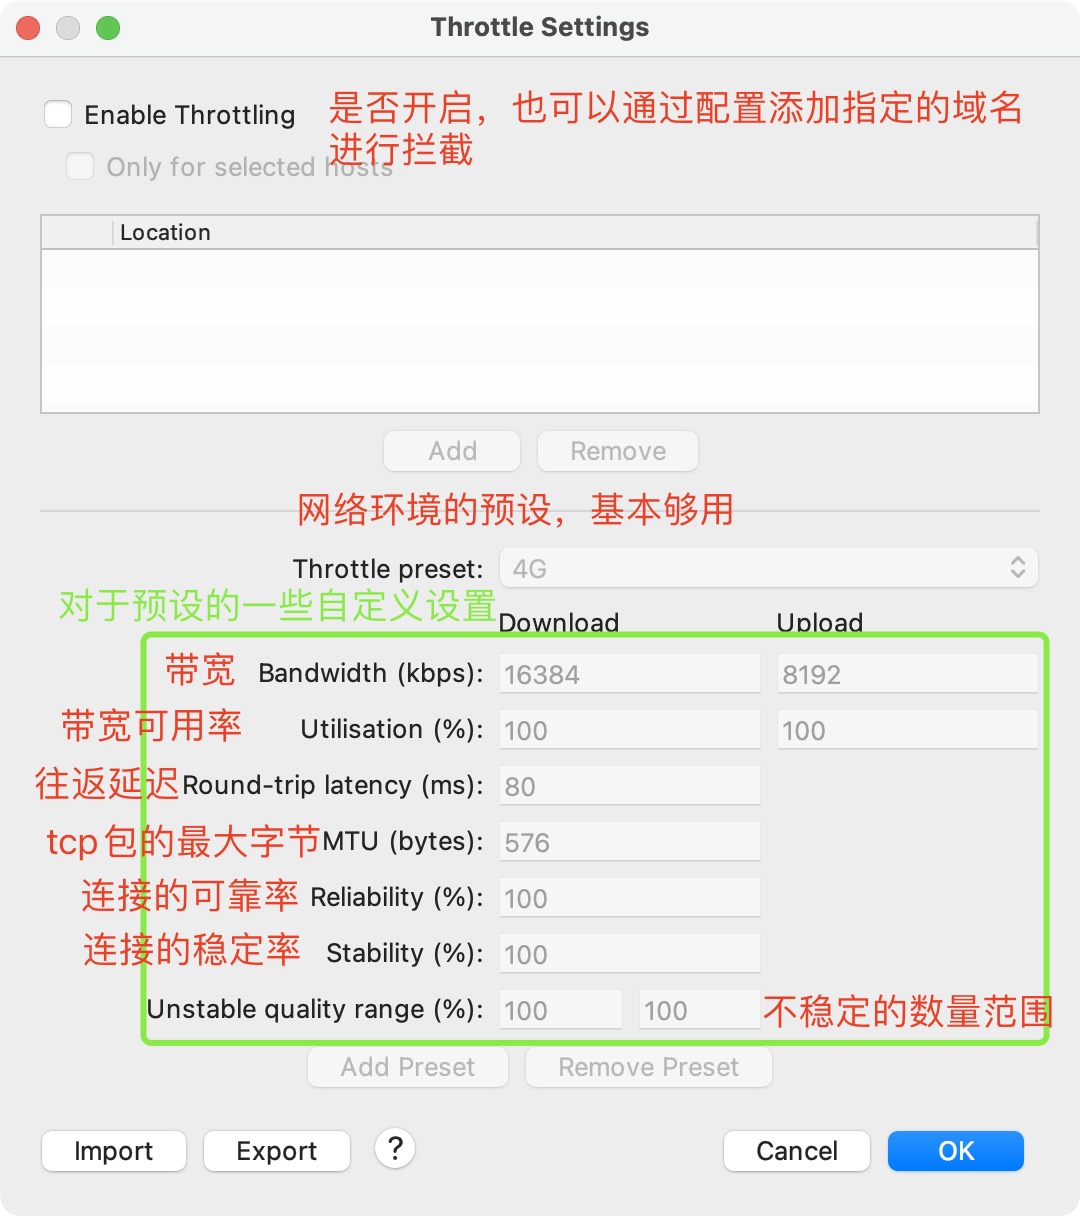 Throttle Settings
Enable Throttling
是否开启，也可以通过配置添加指定的域名
进行拦截
Only for selected hosts
Location
Add Remove
网络环境的预设，基本够用
Throttle preset: 4G
对于预设的一些自定义设置
Download Upload
带宽 Bandwidth (kbps): 16384 8192
带宽可用率 Utilisation (%): 100 100
往返延迟 Round-trip latency (ms): 80
tcp包的最大字节 MTU (bytes): 576
连接的可靠率 Reliability (%): 100
连接的稳定率 Stability (%): 100
Unstable quality range (%): 100 100 不稳定的数量范围
Add Preset Remove Preset
Import Export ? Cancel OK